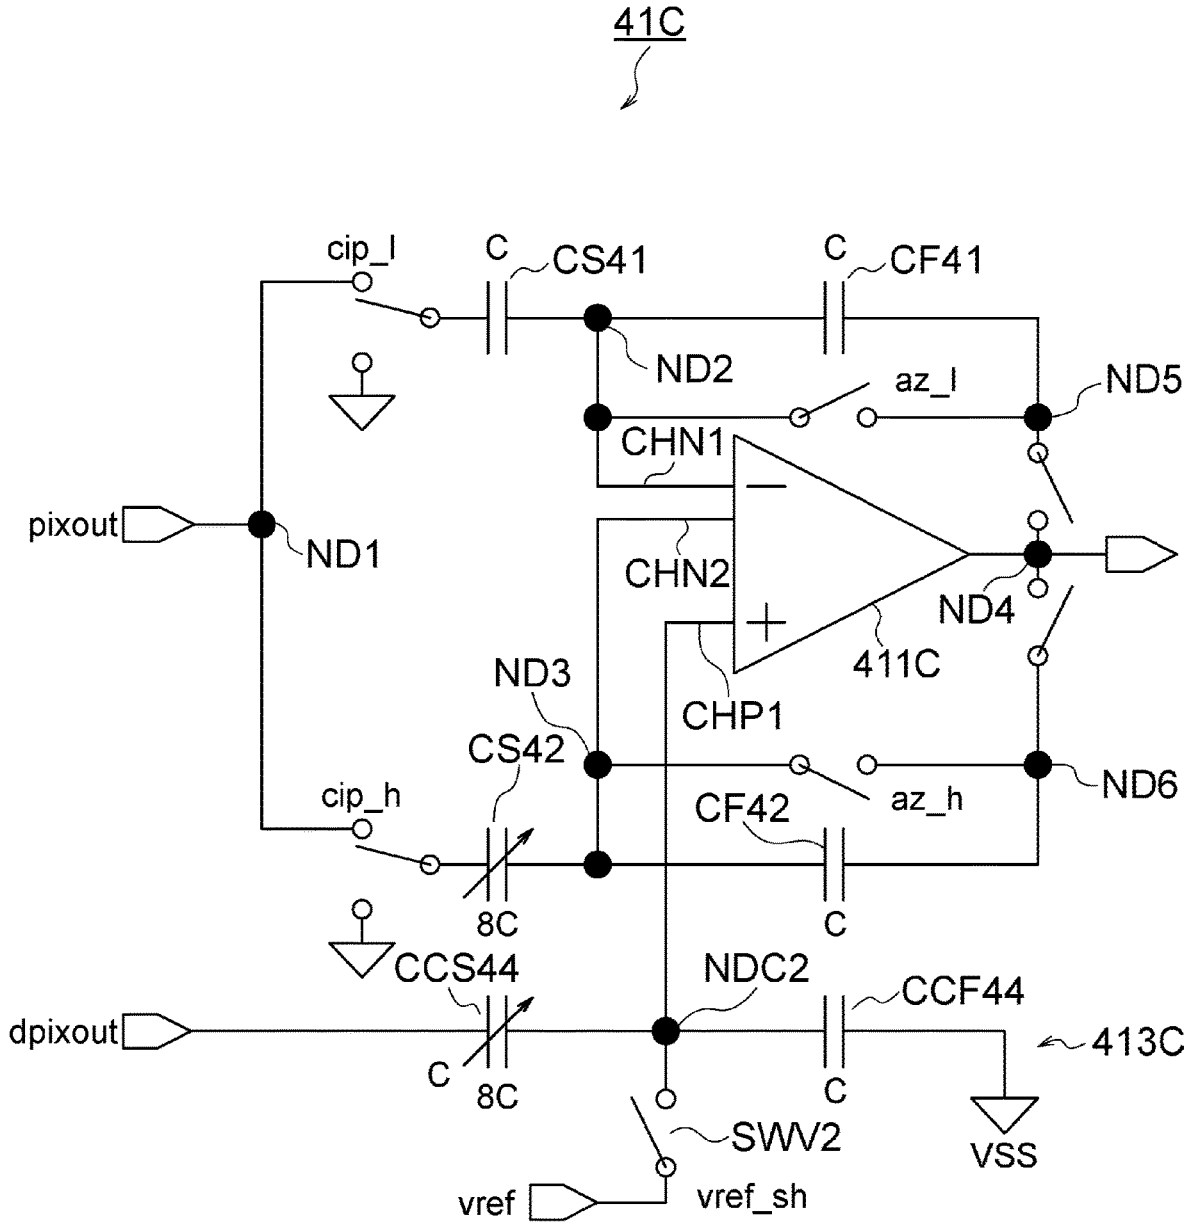 41C
cip_l
C
CS41
C
CF41
ND2
az_l
ND5
CHN1
pixout
ND1
CHN2
ND4
411C
ND3
CHP1
CS42
cip_h
CF42
az_h
ND6
8C
C
CCS44
NDC2
CCF44
dpixout
C
8C
C
413C
SWV2
VSS
vref
vref_sh